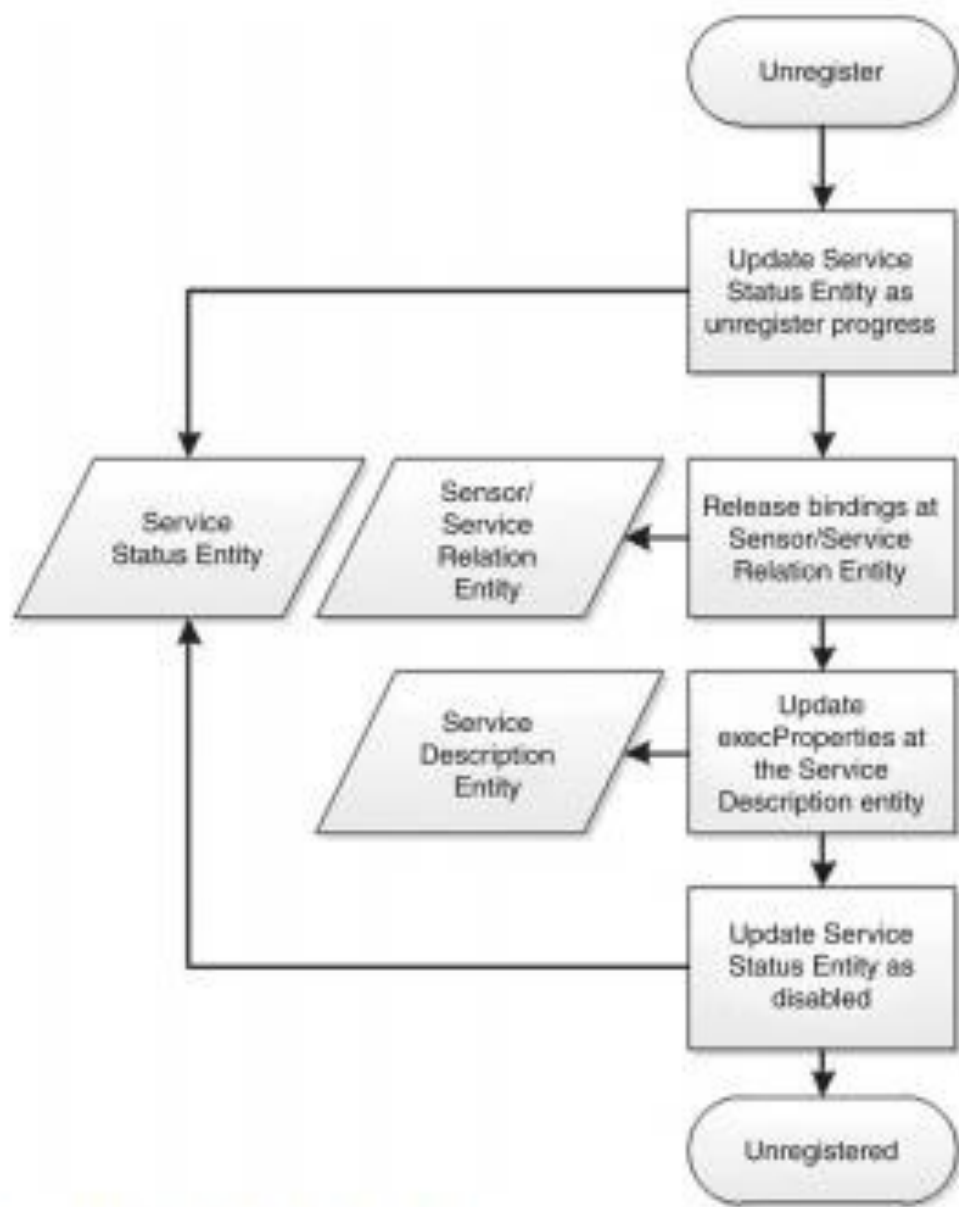 Unregister
Update Service
Status Entity as
unregister progress
Service
Status Entity
Sensor/
Service
Relation
Entity
Release bindings at
Sensor/Service
Relation Entity
Service
Description
Entity
Update
execProperties at
the Service
Description entity
Update Service
Status Entity as
disabled
Unregistered